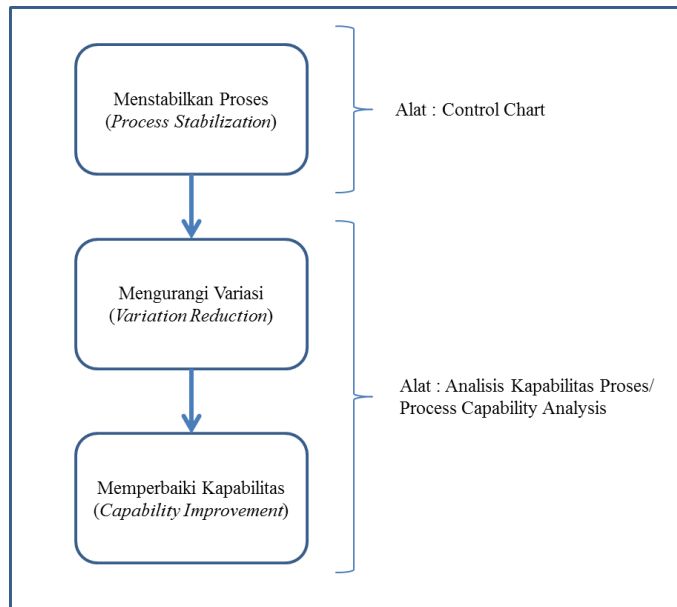 Menstabilkan Proses
(Process Stabilization)
Alat : Control Chart
Mengurangi Variasi
(Variation Reduction)
Alat : Analisis Kapabilitas Proses/
Process Capability Analysis
Memperbaiki Kapabilitas
(Capability Improvement)